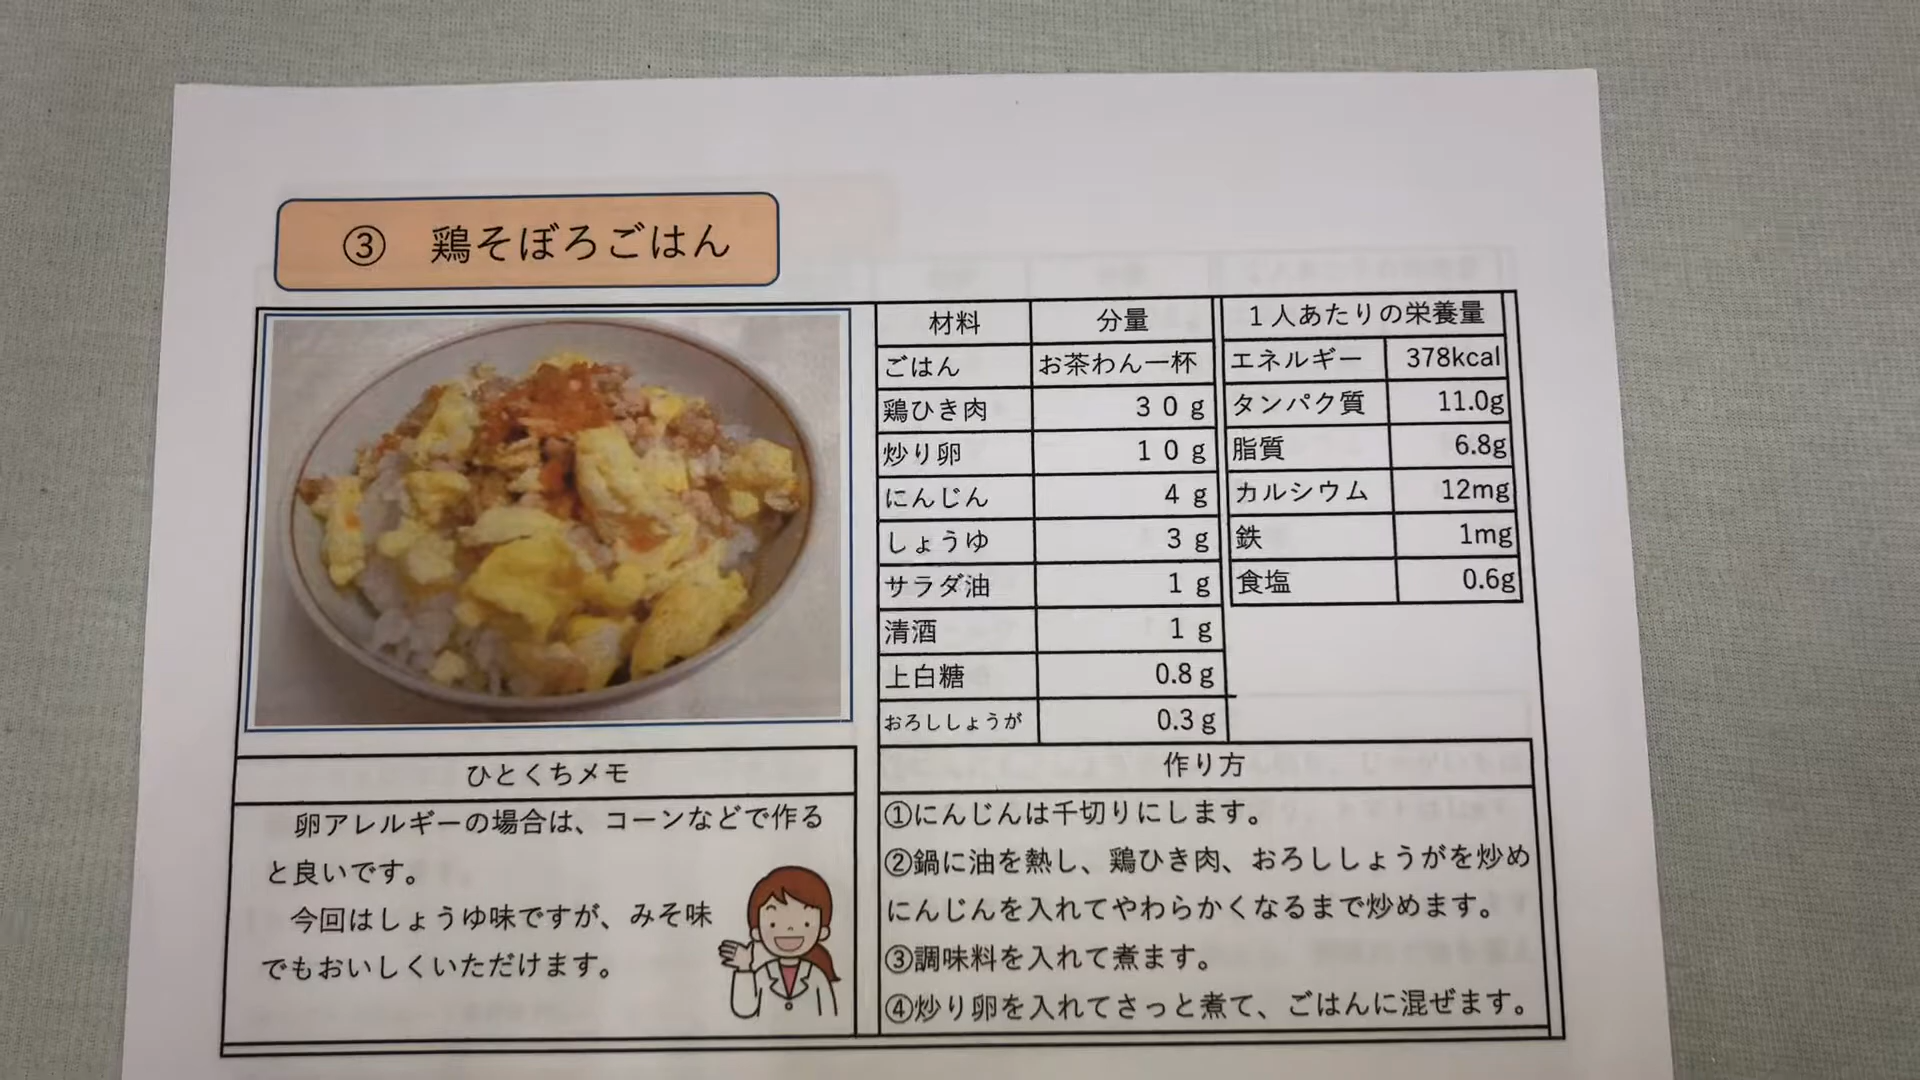 ③ 鶏そぼろごはん
材料 分量
ごはん お茶わん一杯
鶏ひき肉 30g
炒り卵 10g
にんじん 4g
しょうゆ 3g
サラダ油 1g
清酒 1g
上白糖 0.8g
おろししょうが 0.3g
1人あたりの栄養量
エネルギー 378kcal
タンパク質 11.0g
脂質 6.8g
カルシウム 12mg
鉄 1mg
食塩 0.6g
ひとくちメモ
卵アレルギーの場合は、コーンなどで作る
と良いです。
今回はしょうゆ味ですが、みそ味
でもおいしくいただけます。
作り方
①にんじんは千切りにします。
②鍋に油を熱し、鶏ひき肉、おろししょうがを炒め
にんじんを入れてやわらかくなるまで炒めます。
③調味料を入れて煮ます。
④炒り卵を入れてさっと煮て、ごはんに混ぜます。